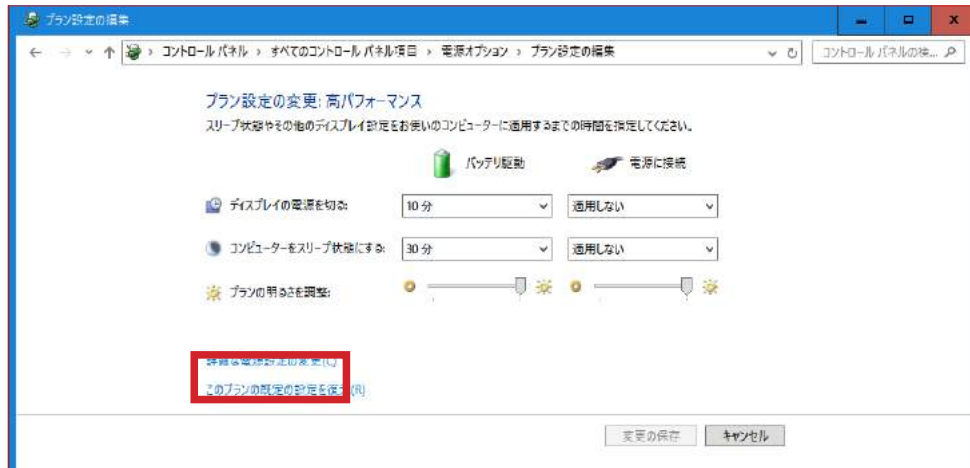 プラン設定の編集
コントロール パネル › すべてのコントロール パネル項目 › 電源オプション › プラン設定の編集
コントロール パネルの検...
プラン設定の変更: 高パフォーマンス
スリープ状態やその他のディスプレイ設定をお使いのコンピューターに適用するまでの時間を指定してください。
バッテリ駆動 電源に接続
ディスプレイの電源を切る: 10 分 適用しない
コンピューターをスリープ状態にする: 30 分 適用しない
プランの明るさを調整:
詳細な電源設定の変更(C)
このプランの既定の設定を復元(R)
変更の保存 キャンセル